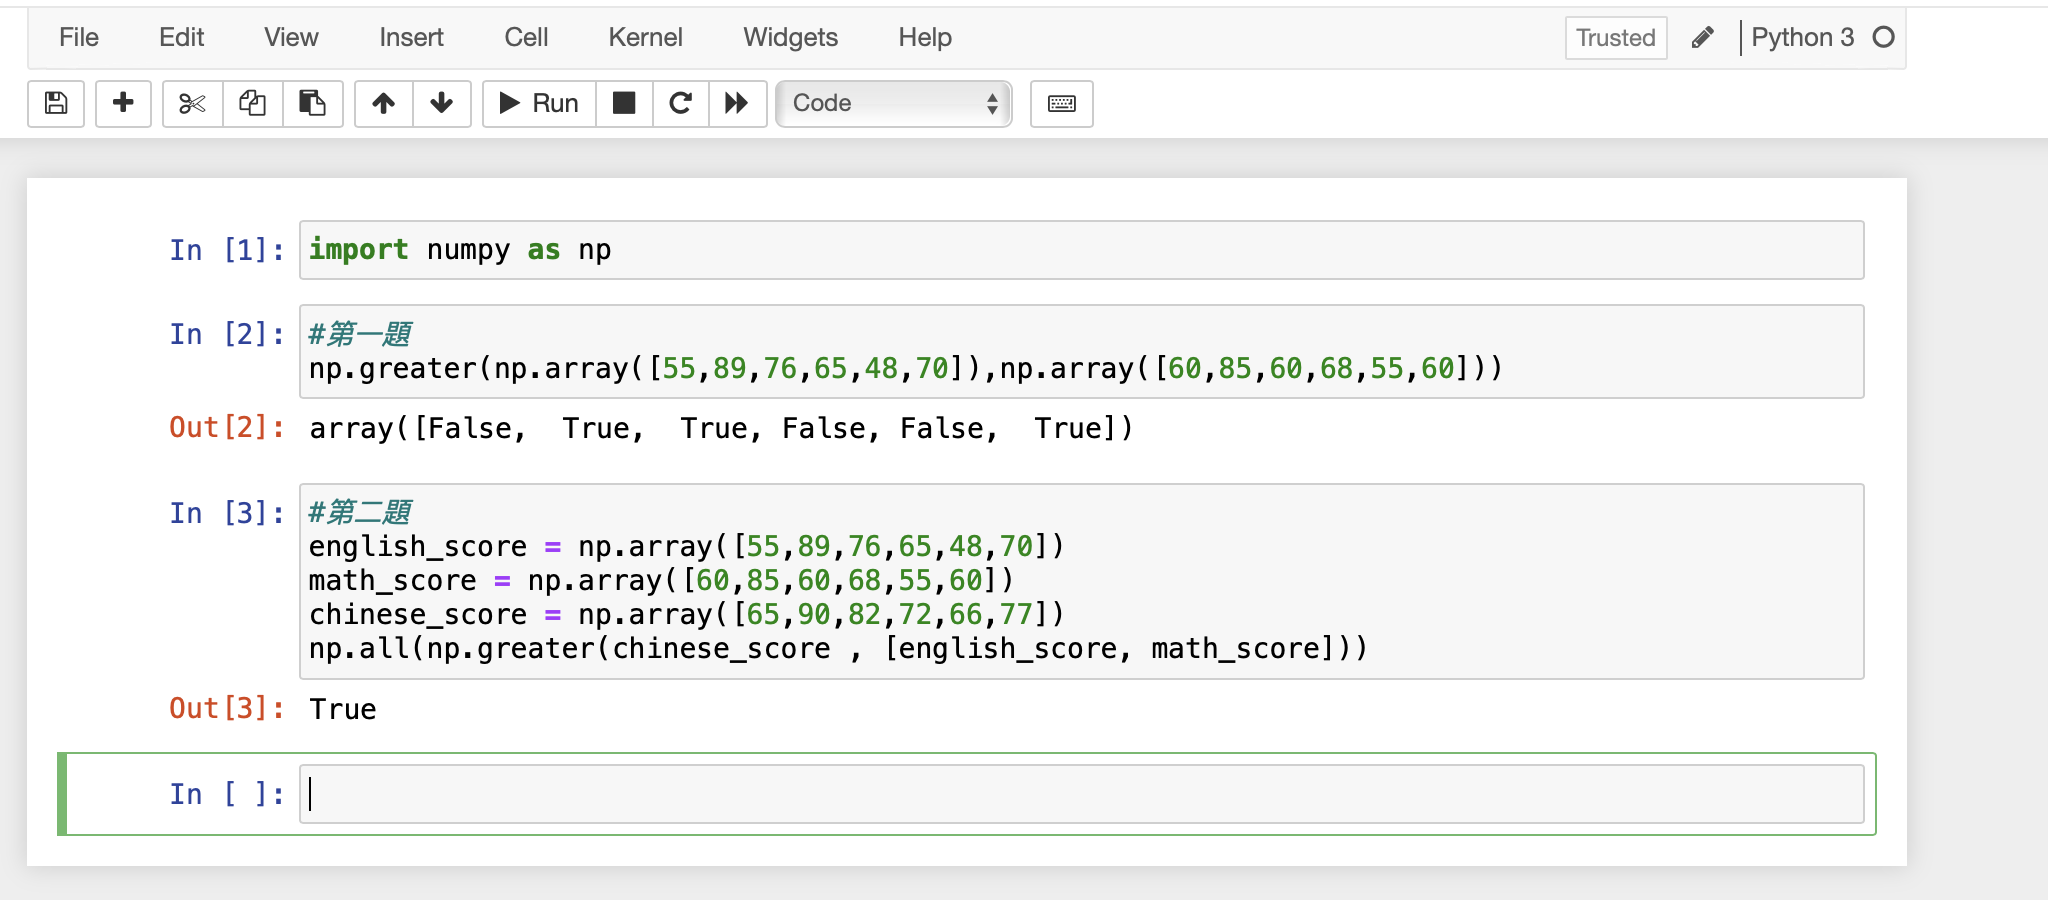 File Edit View Insert Cell Kernel Widgets Help Trusted Python 3
Run Code
In [1]: import numpy as np
In [2]: #第一題
np.greater(np.array([55,89,76,65,48,70]),np.array([60,85,60,68,55,60]))
Out[2]: array([False,  True,  True, False, False,  True])
In [3]: #第二題
english_score = np.array([55,89,76,65,48,70])
math_score = np.array([60,85,60,68,55,60])
chinese_score = np.array([65,90,82,72,66,77])
np.all(np.greater(chinese_score , [english_score, math_score]))
Out[3]: True
In [ ]: